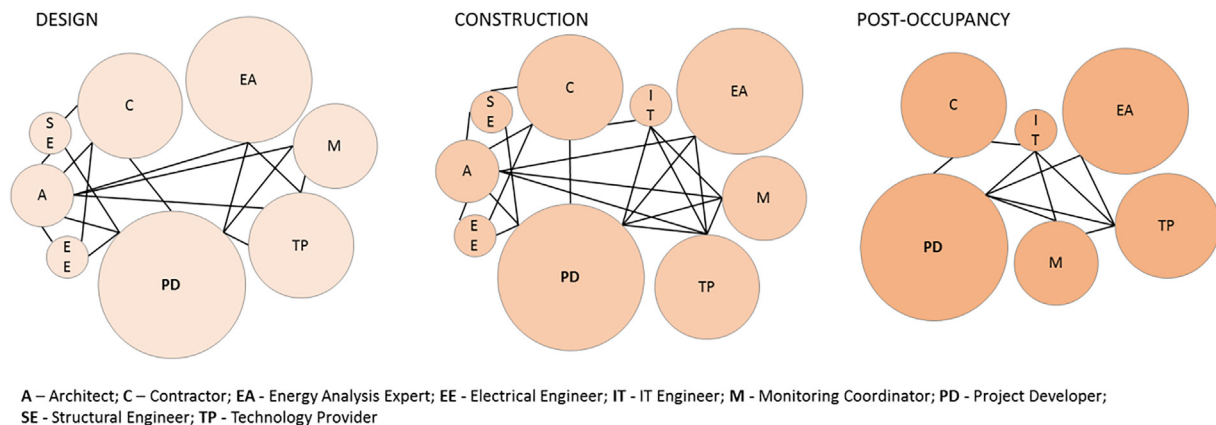 DESIGN
CONSTRUCTION
POST-OCCUPANCY
C
EA
S
E
M
A
E
E
PD
TP
S
E
C
I
T
EA
A
E
E
M
PD
TP
C
I
T
EA
PD
M
TP
A – Architect; C – Contractor; EA - Energy Analysis Expert; EE - Electrical Engineer; IT - IT Engineer; M - Monitoring Coordinator; PD - Project Developer;
SE - Structural Engineer; TP - Technology Provider